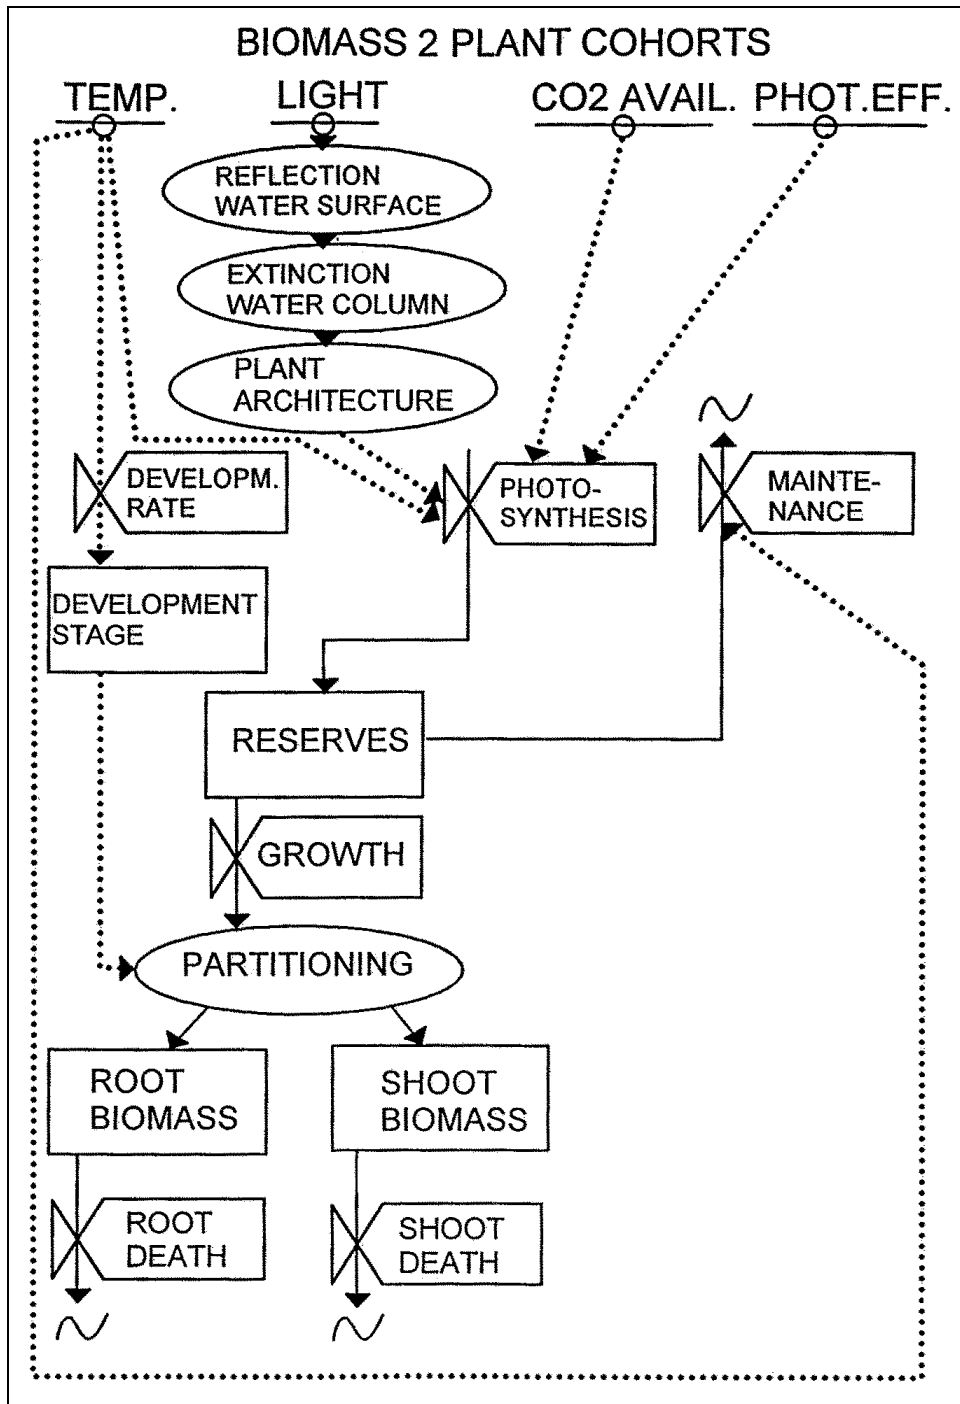 BIOMASS 2 PLANT COHORTS
TEMP.
LIGHT
CO2 AVAIL.
PHOT.EFF.
REFLECTION
WATER SURFACE
EXTINCTION
WATER COLUMN
PLANT
ARCHITECTURE
DEVELOPM.
RATE
PHOTO-
SYNTHESIS
MAINTE-
NANCE
DEVELOPMENT
STAGE
RESERVES
GROWTH
PARTITIONING
ROOT
BIOMASS
SHOOT
BIOMASS
ROOT
DEATH
SHOOT
DEATH